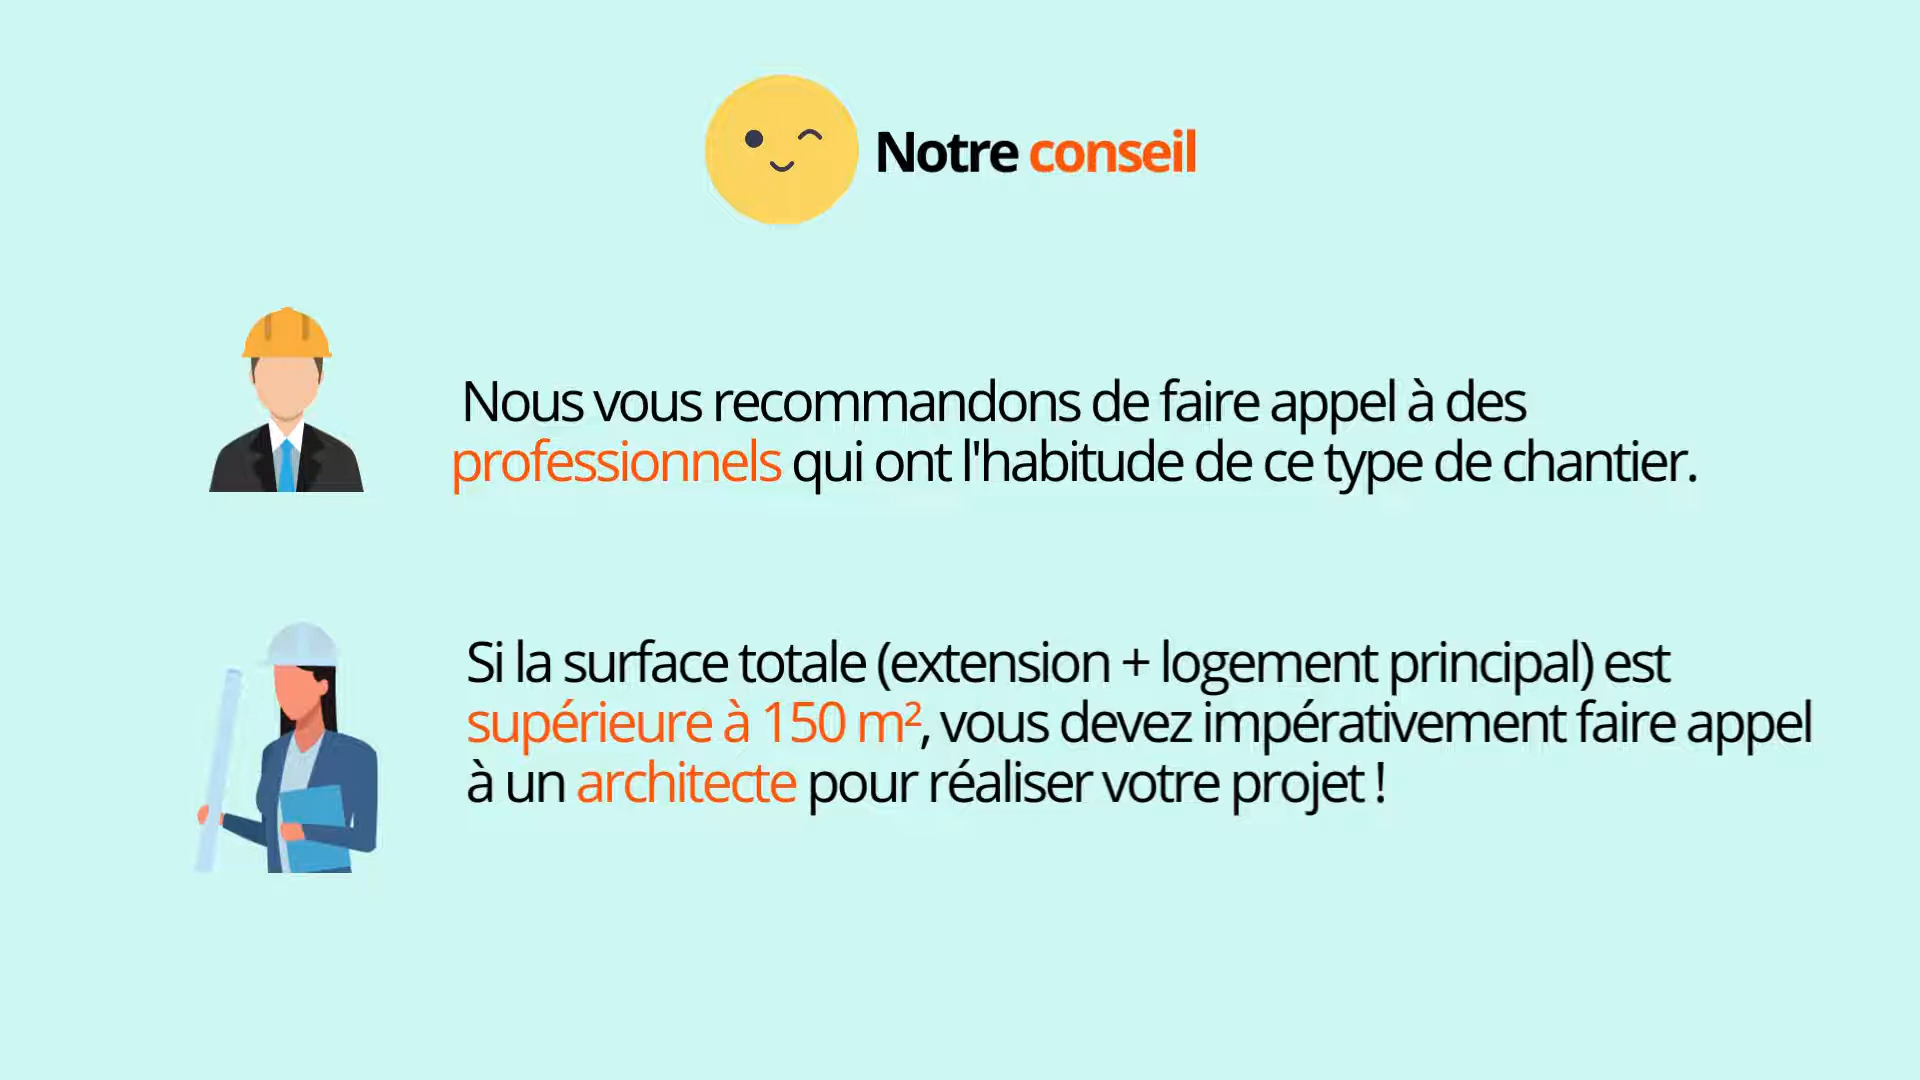 Notre conseil
Nous vous recommandons de faire appel à des
professionnels qui ont l'habitude de ce type de chantier.
Si la surface totale (extension + logement principal) est
supérieure à 150 m², vous devez impérativement faire appel
à un architecte pour réaliser votre projet !